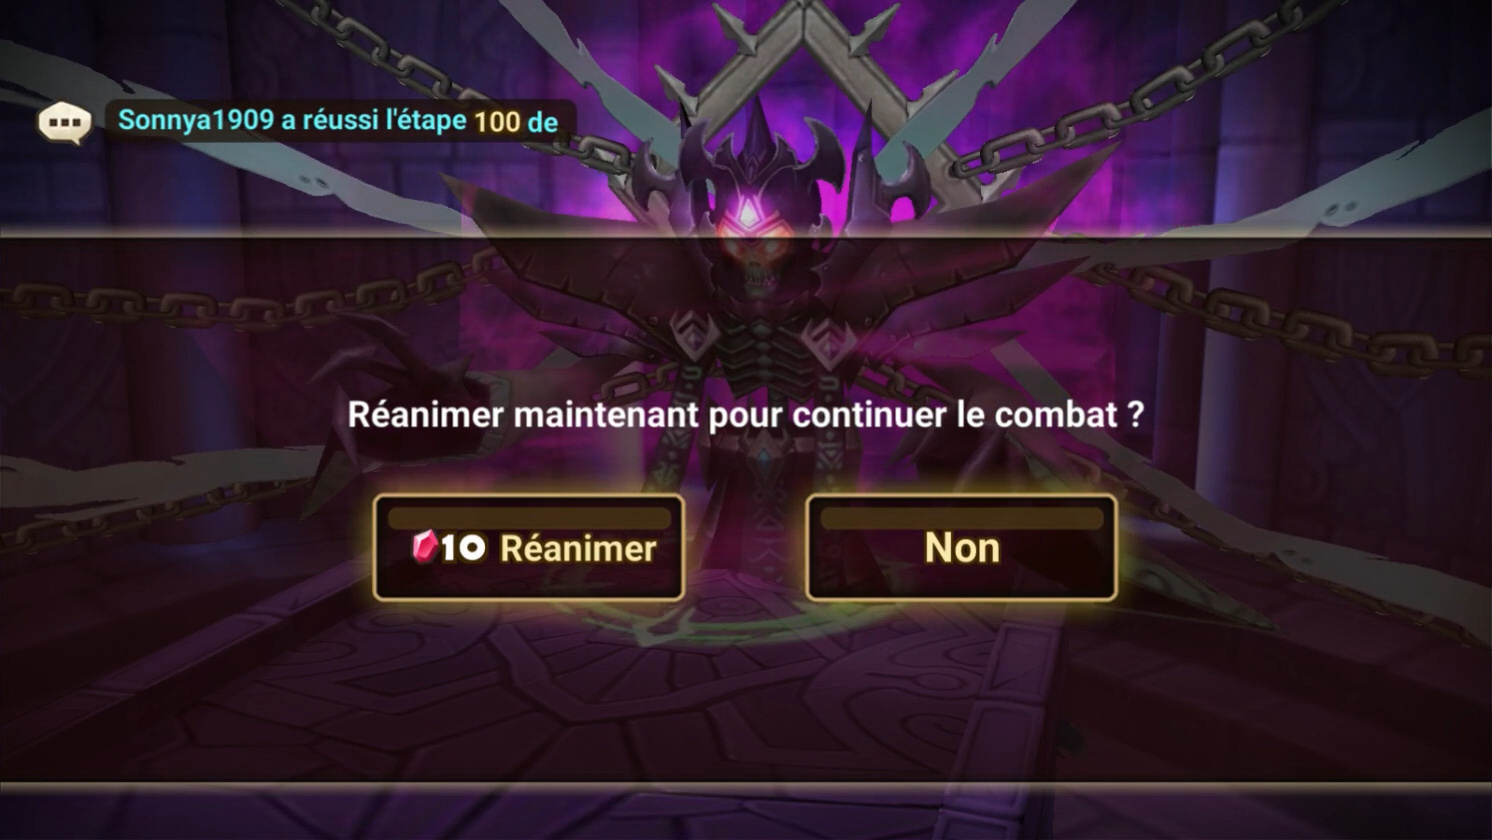 Sonnya1909 a réussi l'étape 100 de
Réanimer maintenant pour continuer le combat ?
10 Réanimer
Non